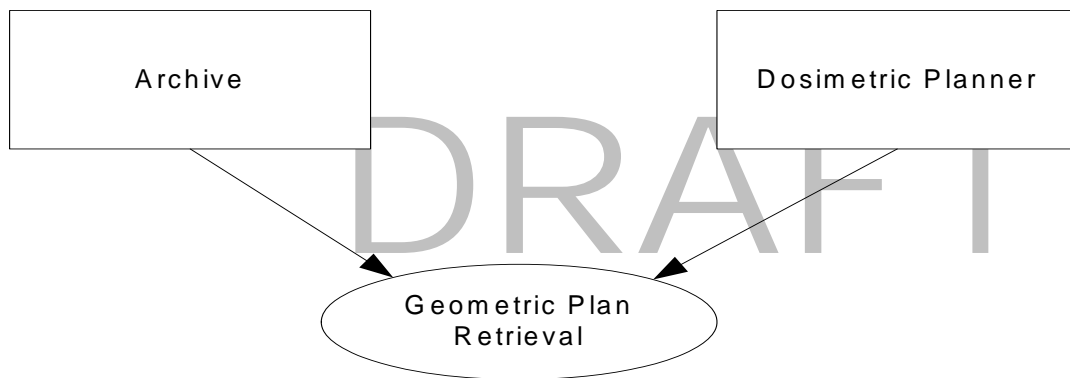 Archive
Dosimetric Planner
DRAFT
Geometric Plan
Retrieval